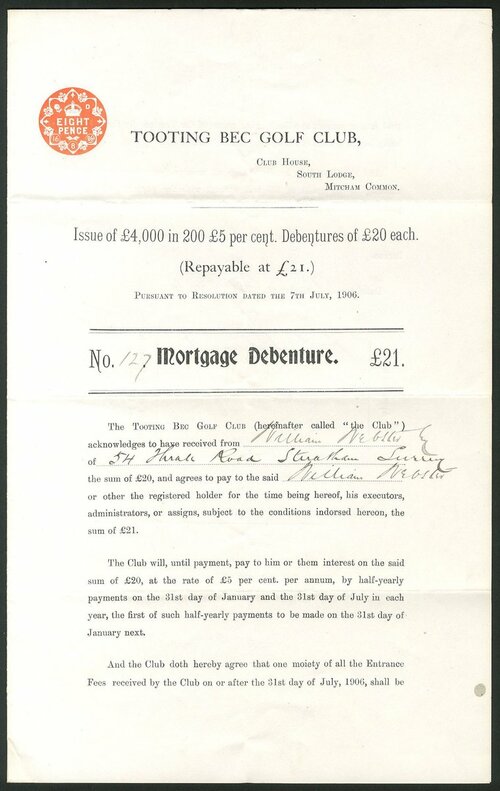 EIGHT
PENCE
TOOTING BEC GOLF CLUB,
CLUB HOUSE,
SOUTH LODGE,
MITCHAM COMMON.
Issue of £4,000 in 200 £5 per cent. Debentures of £20 each.
(Repayable at £21.)
PURSUANT TO RESOLUTION DATED THE 7TH JULY, 1906.
No. 127 Mortgage Debenture. £21.
THE TOOTING BEC GOLF CLUB (hereinafter called "the Club")
acknowledges to have received from William Webster
of 54 Thrale Road Streatham Surrey
the sum of £20, and agrees to pay to the said William Webster
or other the registered holder for the time being hereof, his executors,
administrators, or assigns, subject to the conditions indorsed hereon, the
sum of £21.
The Club will, until payment, pay to him or them interest on the said
sum of £20, at the rate of £5 per cent. per annum, by half-yearly
payments on the 31st day of January and the 31st day of July in each
year, the first of such half-yearly payments to be made on the 31st day of
January next.
And the Club doth hereby agree that one moiety of all the Entrance
Fees received by the Club on or after the 31st day of July, 1906, shall be